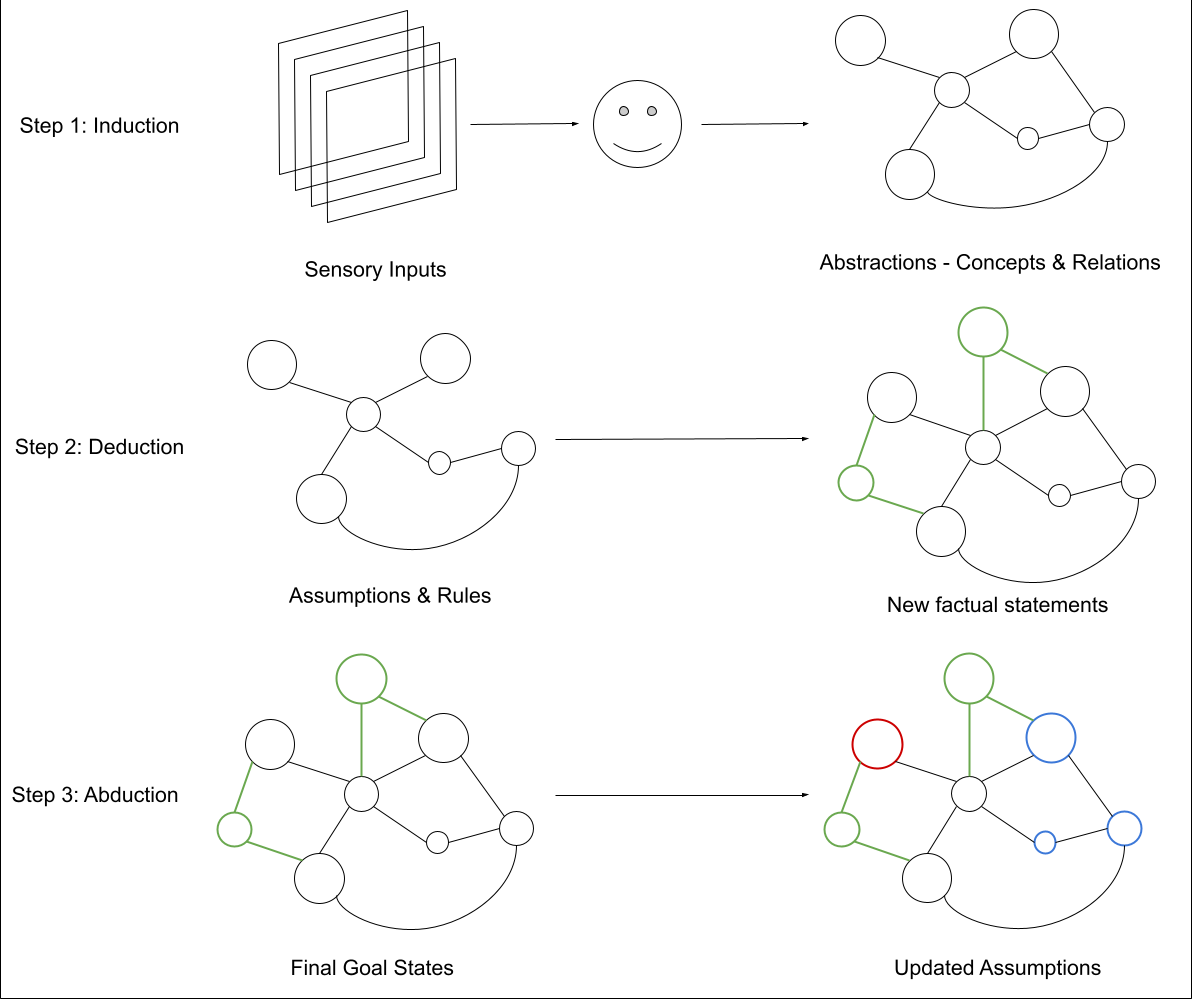 Step 1: Induction
Sensory Inputs
Abstractions - Concepts & Relations
Step 2: Deduction
Assumptions & Rules
New factual statements
Step 3: Abduction
Final Goal States
Updated Assumptions